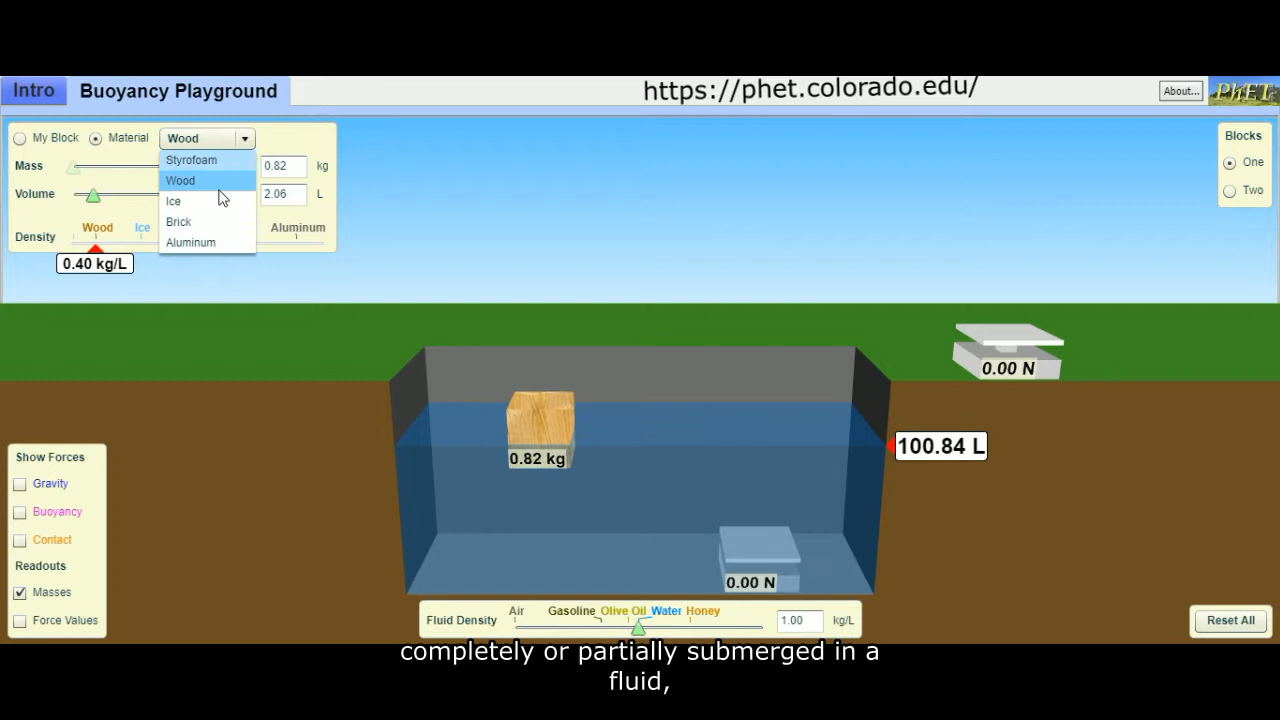 https://phet.colorado.edu/
Intro
Buoyancy Playground
About...
PhET
My Block
Material
Wood
Styrofoam
Wood
Ice
Brick
Aluminum
Mass
0.82
kg
Volume
2.06
L
Density
Wood
Ice
Aluminum
0.40 kg/L
Blocks
One
Two
0.00 N
100.84 L
0.82 kg
0.00 N
Show Forces
Gravity
Buoyancy
Contact
Readouts
Masses
Force Values
Air
Gasoline
Olive Oil
Water
Honey
Fluid Density
1.00
kg/L
Reset All
completely or partially submerged in a
fluid,